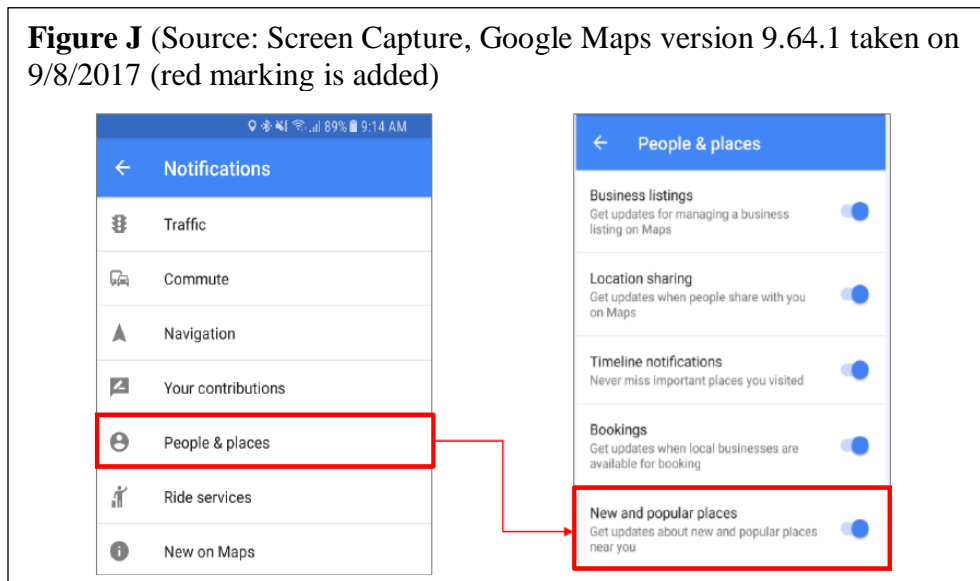 Figure J (Source: Screen Capture, Google Maps version 9.64.1 taken on
9/8/2017 (red marking is added)
89% 9:14 AM
Notifications
Traffic
Commute
Navigation
Your contributions
People & places
Ride services
New on Maps
People & places
Business listings
Get updates for managing a business
listing on Maps
Location sharing
Get updates when people share with you
on Maps
Timeline notifications
Never miss important places you visited
Bookings
Get updates when local businesses are
available for booking
New and popular places
Get updates about new and popular places
near you